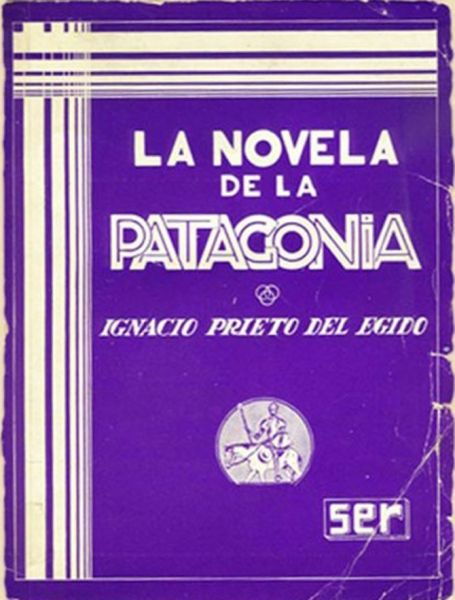 LA NOVELA
DE LA
PATAGONiA
IGNACIO PRIETO DEL EGIDO
ser